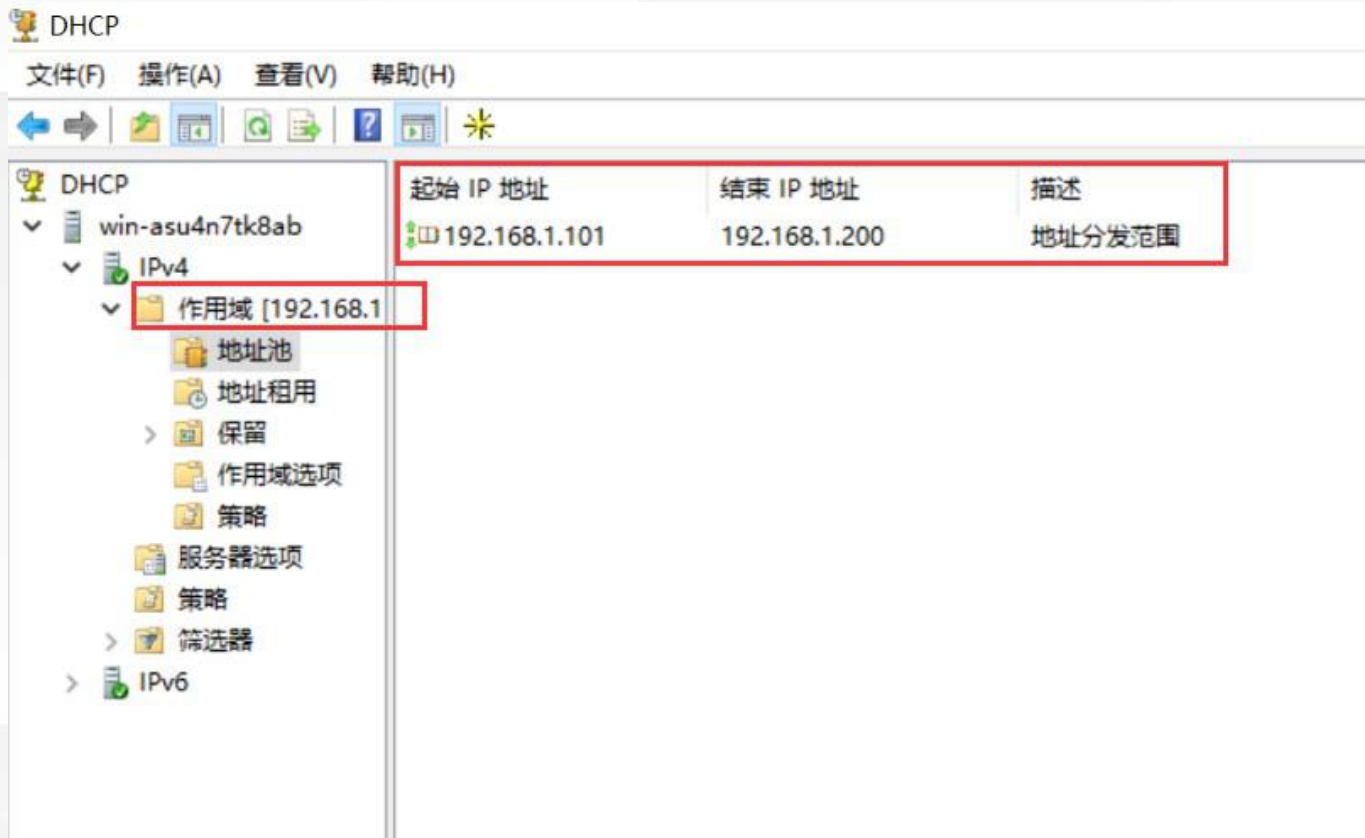 DHCP
文件(F) 操作(A) 查看(V) 帮助(H)
DHCP
win-asu4n7tk8ab
IPv4
作用域 [192.168.1
地址池
地址租用
保留
作用域选项
策略
服务器选项
策略
筛选器
IPv6
起始 IP 地址 结束 IP 地址 描述
192.168.1.101 192.168.1.200 地址分发范围